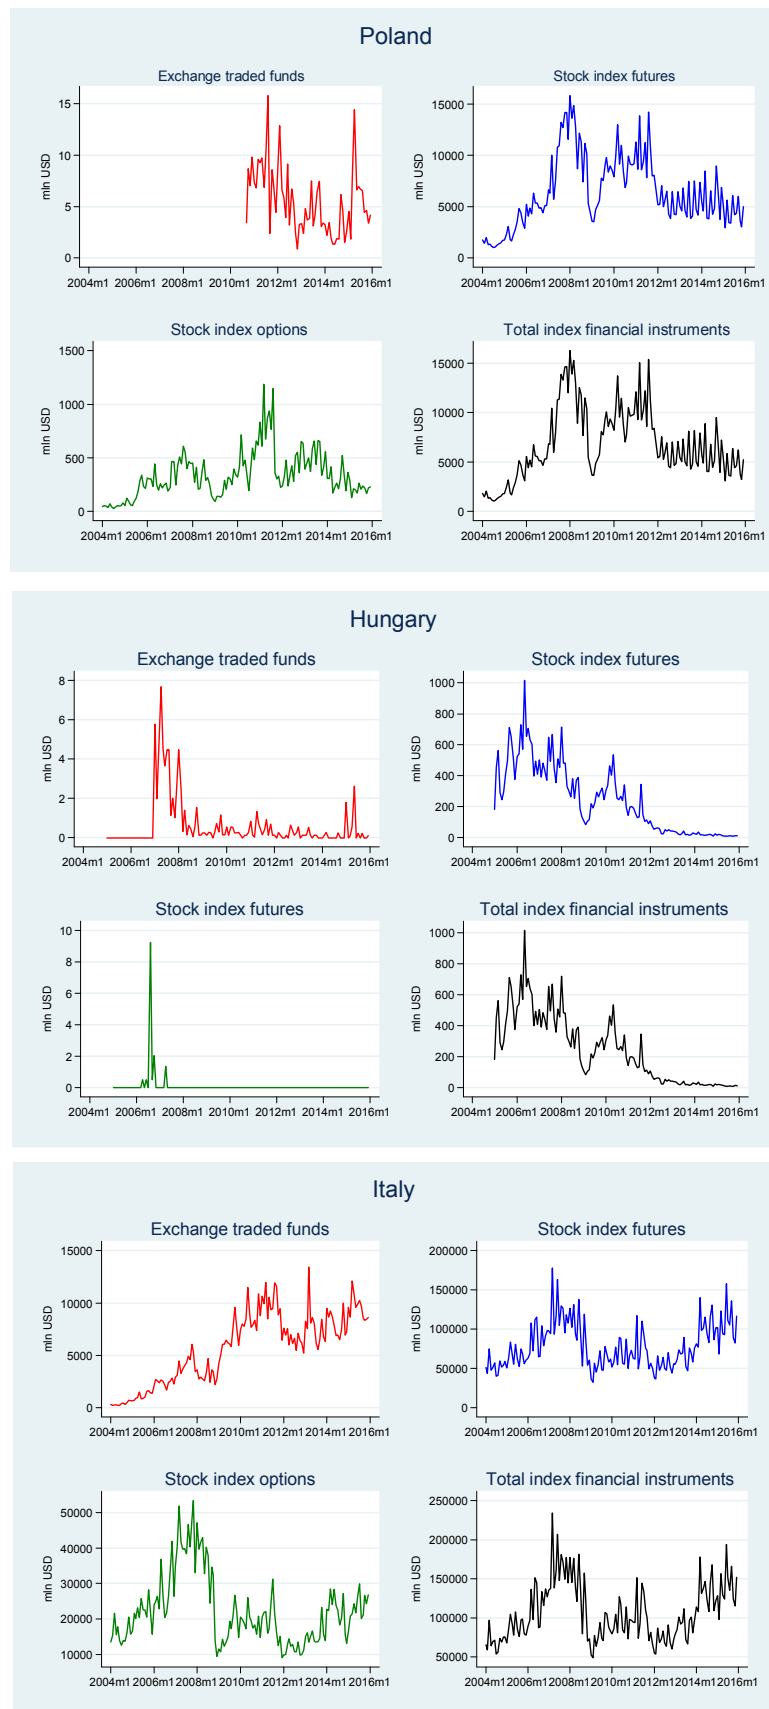 Poland
Exchange traded funds
mln USD
15
10
5
0
2004m1 2006m1 2008m1 2010m1 2012m1 2014m1 2016m1
Stock index futures
mln USD
15000
10000
5000
0
2004m1 2006m1 2008m1 2010m1 2012m1 2014m1 2016m1
Stock index options
mln USD
1500
1000
500
0
2004m1 2006m1 2008m1 2010m1 2012m1 2014m1 2016m1
Total index financial instruments
mln USD
15000
10000
5000
0
2004m1 2006m1 2008m1 2010m1 2012m1 2014m1 2016m1
Hungary
Exchange traded funds
mln USD
8
6
4
2
0
2004m1 2006m1 2008m1 2010m1 2012m1 2014m1 2016m1
Stock index futures
mln USD
1000
800
600
400
200
0
2004m1 2006m1 2008m1 2010m1 2012m1 2014m1 2016m1
Stock index futures
mln USD
10
8
6
4
2
0
2004m1 2006m1 2008m1 2010m1 2012m1 2014m1 2016m1
Total index financial instruments
mln USD
1000
800
600
400
200
0
2004m1 2006m1 2008m1 2010m1 2012m1 2014m1 2016m1
Italy
Exchange traded funds
mln USD
15000
10000
5000
0
2004m1 2006m1 2008m1 2010m1 2012m1 2014m1 2016m1
Stock index futures
mln USD
200000
150000
100000
50000
0
2004m1 2006m1 2008m1 2010m1 2012m1 2014m1 2016m1
Stock index options
mln USD
50000
40000
30000
20000
10000
2004m1 2006m1 2008m1 2010m1 2012m1 2014m1 2016m1
Total index financial instruments
mln USD
250000
200000
150000
100000
50000
2004m1 2006m1 2008m1 2010m1 2012m1 2014m1 2016m1